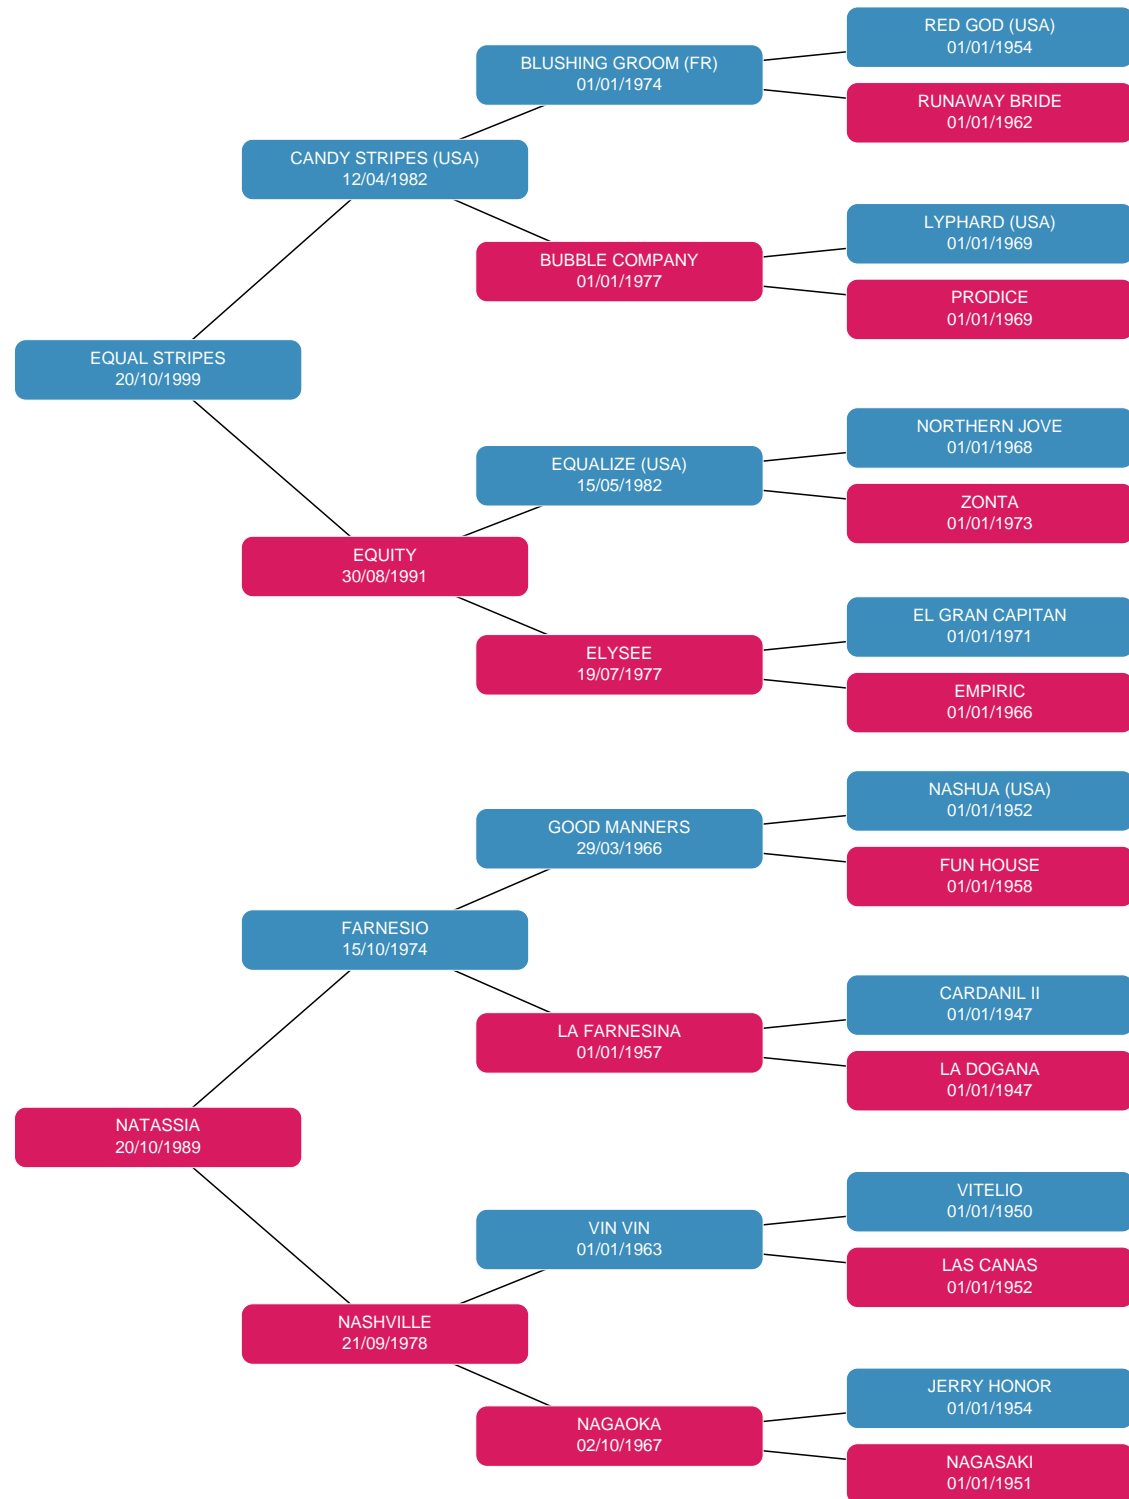 RED GOD (USA)
01/01/1954
BLUSHING GROOM (FR)
01/01/1974
RUNAWAY BRIDE
01/01/1962
CANDY STRIPES (USA)
12/04/1982
LYPHARD (USA)
01/01/1969
BUBBLE COMPANY
01/01/1977
PRODICE
01/01/1969
EQUAL STRIPES
20/10/1999
NORTHERN JOVE
01/01/1968
EQUALIZE (USA)
15/05/1982
ZONTA
01/01/1973
EQUITY
30/08/1991
EL GRAN CAPITAN
01/01/1971
ELYSEE
19/07/1977
EMPIRIC
01/01/1966
NASHUA (USA)
01/01/1952
GOOD MANNERS
29/03/1966
FUN HOUSE
01/01/1958
FARNESIO
15/10/1974
CARDANIL II
01/01/1947
LA FARNESINA
01/01/1957
LA DOGANA
01/01/1947
NATASSIA
20/10/1989
VITELIO
01/01/1950
VIN VIN
01/01/1963
LAS CANAS
01/01/1952
NASHVILLE
21/09/1978
JERRY HONOR
01/01/1954
NAGAOKA
02/10/1967
NAGASAKI
01/01/1951